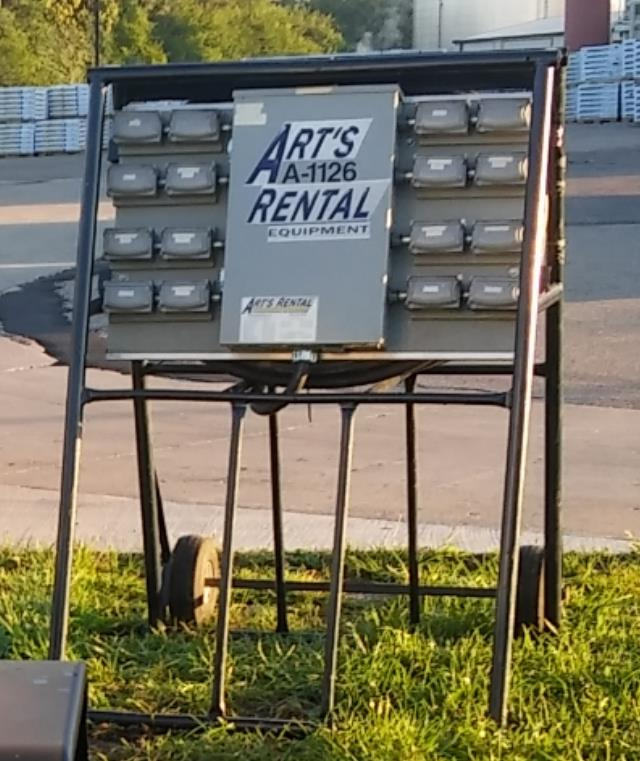 ART'S
A-1126
RENTAL
EQUIPMENT
ART'S RENTAL